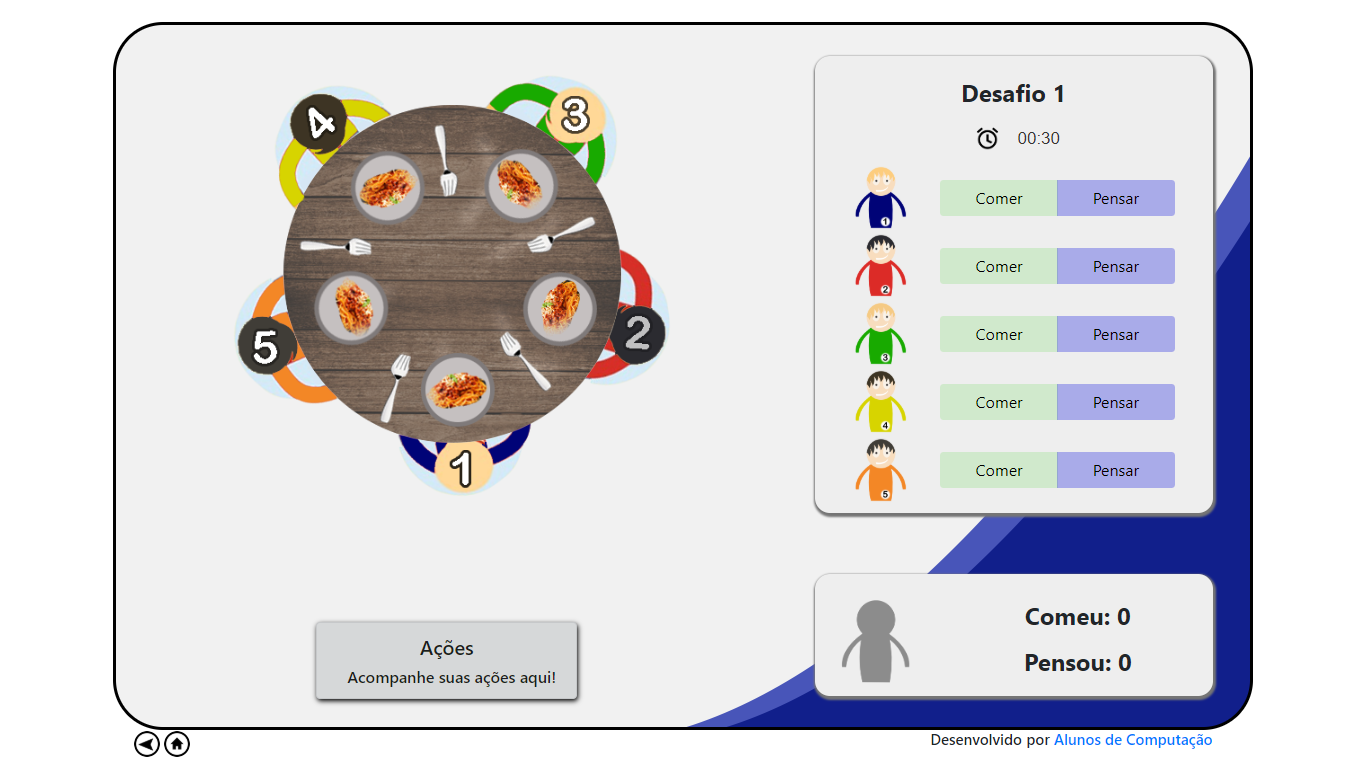 4
3
5
2
1
Ações
Acompanhe suas ações aqui!
Desafio 1
00:30
1
Comer Pensar
2
Comer Pensar
3
Comer Pensar
4
Comer Pensar
5
Comer Pensar
Comeu: 0
Pensou: 0
Desenvolvido por Alunos de Computação